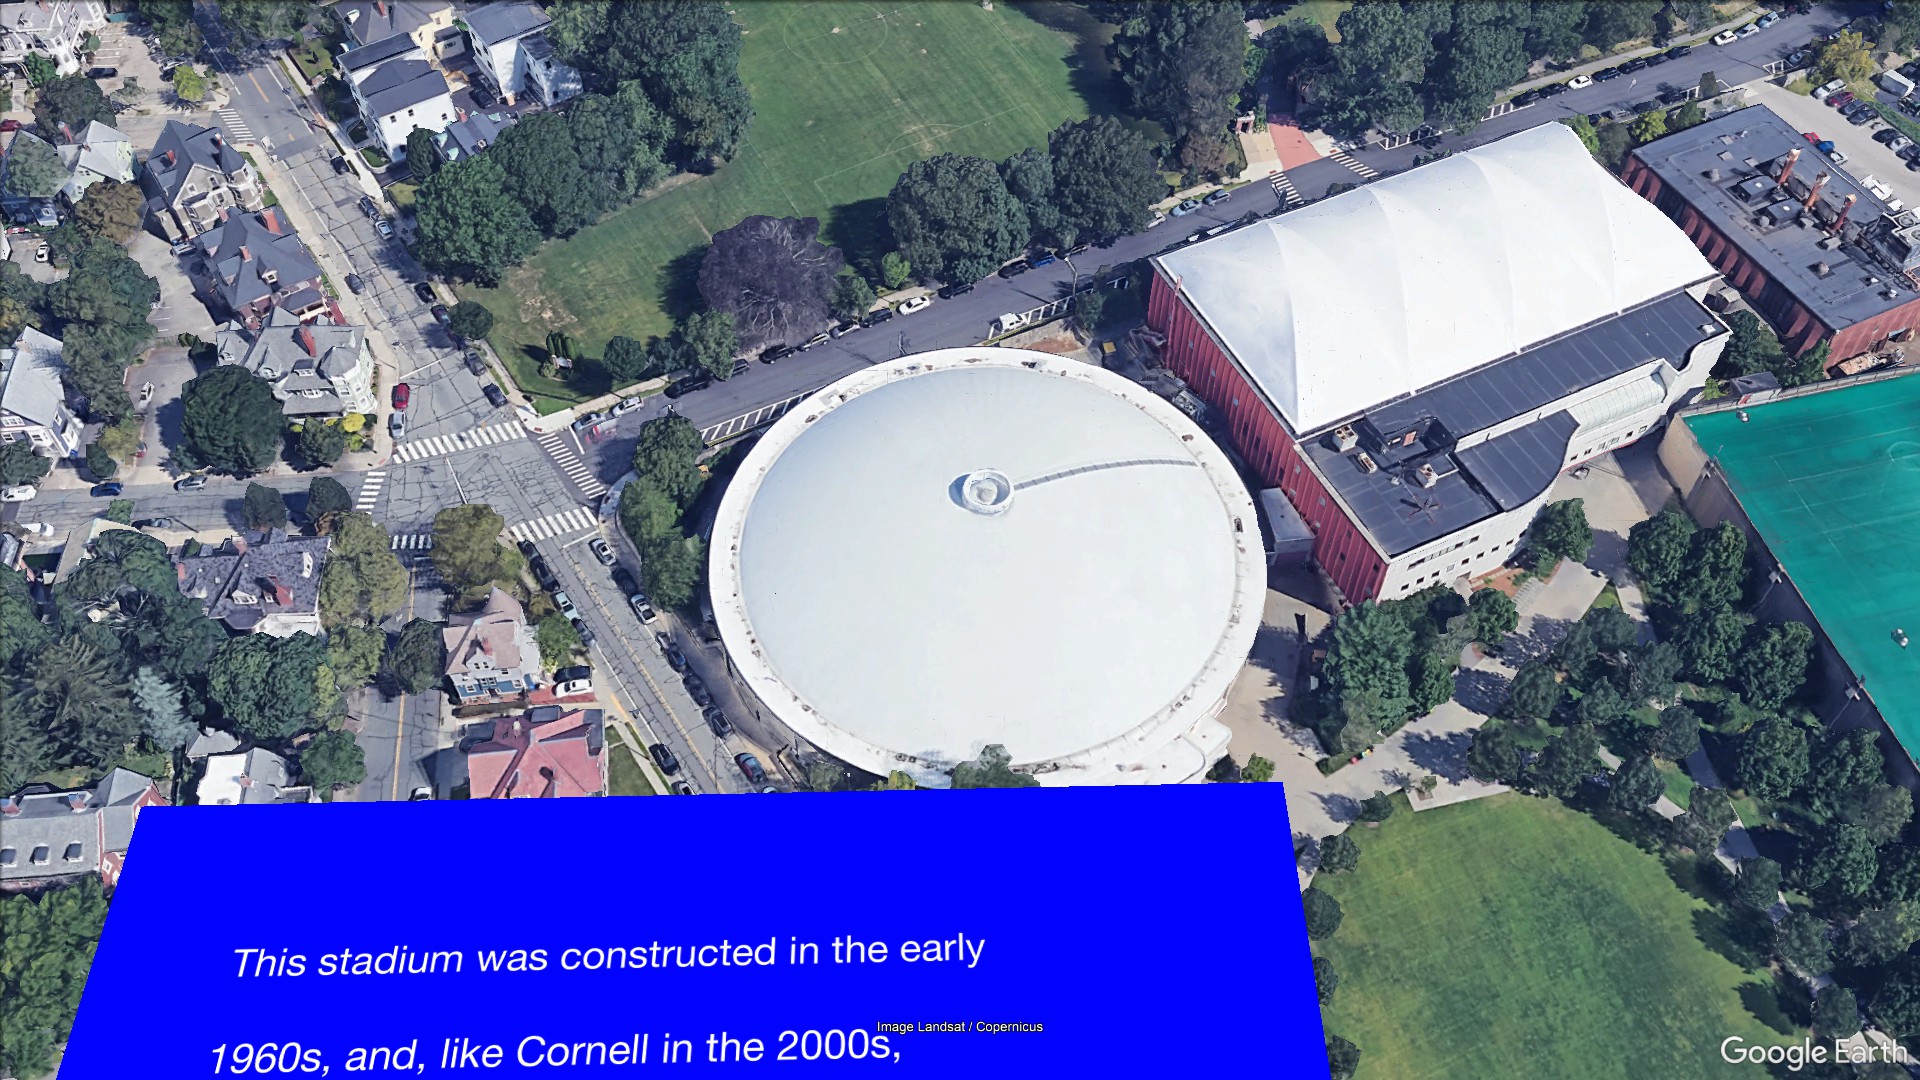 This stadium was constructed in the early
1960s, and, like Cornell in the 2000s,
Image Landsat / Copernicus
Google Earth